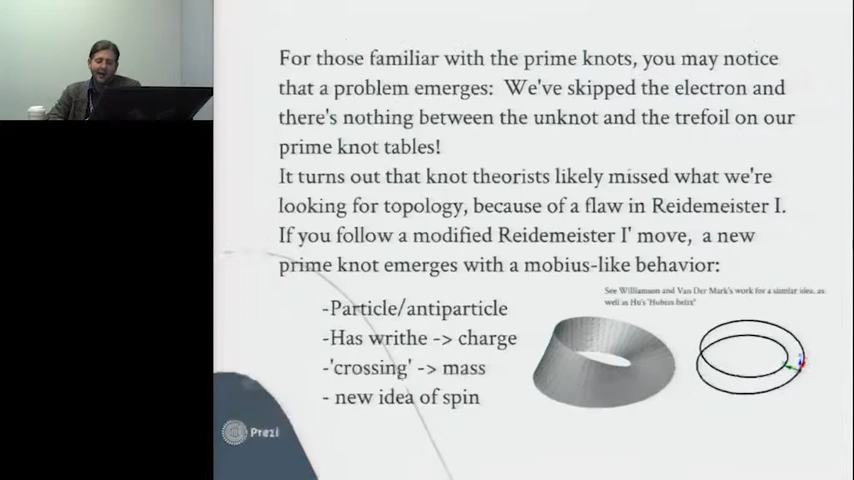 For those familiar with the prime knots, you may notice
that a problem emerges: We've skipped the electron and
there's nothing between the unknot and the trefoil on our
prime knot tables!
It turns out that knot theorists likely missed what we're
looking for topology, because of a flaw in Reidemeister I.
If you follow a modified Reidemeister I' move, a new
prime knot emerges with a mobius-like behavior:
See Williamson and Van Der Mark's work for a similar idea, as
well as Hu's 'Hubius helix'
-Particle/antiparticle
-Has writhe -> charge
-'crossing' -> mass
- new idea of spin
Prezi